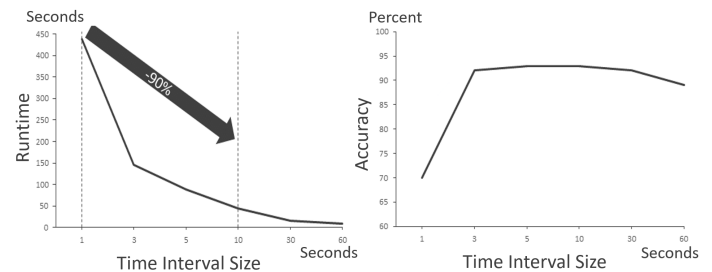 Seconds
450
400
350
300
250
200
150
100
50
0
Runtime
-90%
1 3 5 10 30 60
Seconds
Time Interval Size
Percent
100
95
90
85
80
75
70
65
60
Accuracy
1 3 5 10 30 60
Seconds
Time Interval Size